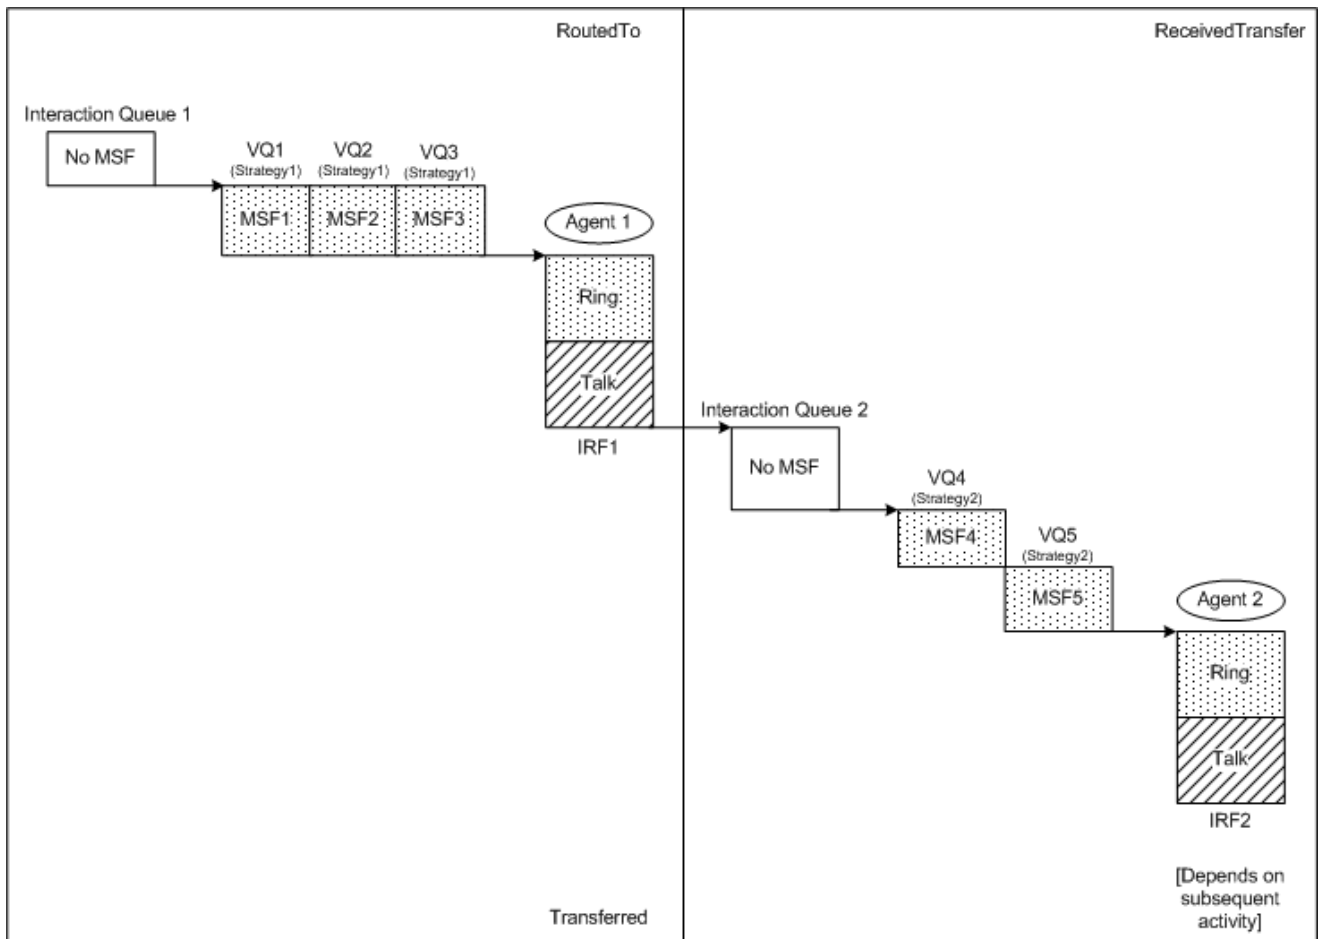 RoutedTo
ReceivedTransfer
Interaction Queue 1
No MSF
VQ1
(Strategy1)
VQ2
(Strategy1)
VQ3
(Strategy1)
MSF1
MSF2
MSF3
Agent 1
Ring
Talk
IRF1
Interaction Queue 2
No MSF
VQ4
(Strategy2)
MSF4
VQ5
(Strategy2)
MSF5
Agent 2
Ring
Talk
IRF2
[Depends on
subsequent
activity]
Transferred